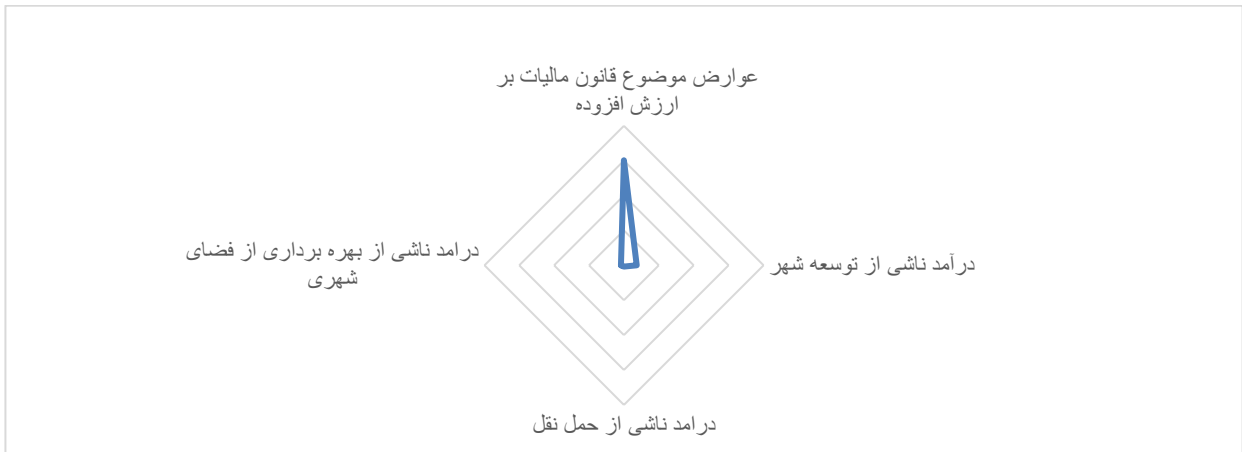 عوارض موضوع قانون مالیات بر
ارزش افزوده
درآمد ناشی از توسعه شهر
درامد ناشی از بهره برداری از فضای
شهری
درامد ناشی از حمل نقل